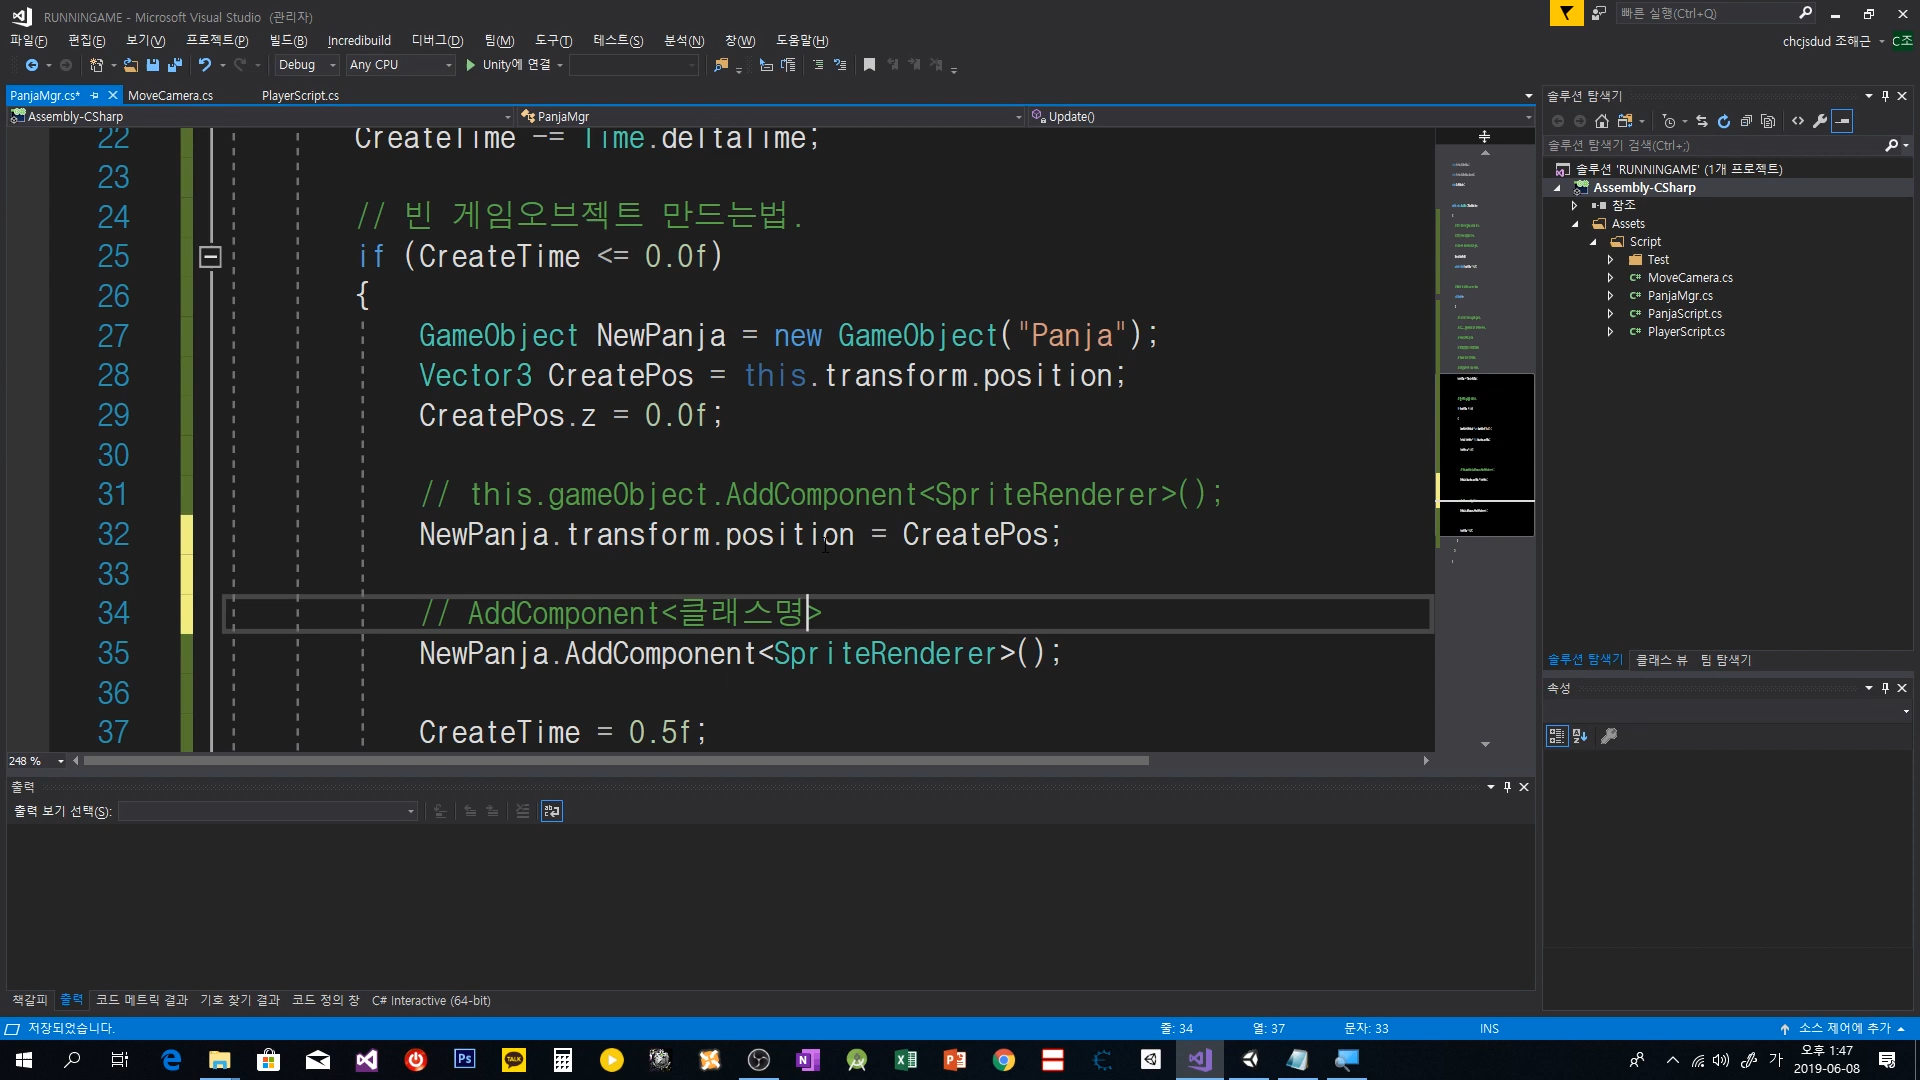 RUNNINGAME - Microsoft Visual Studio (관리자)
빠른 실행(Ctrl+Q)
파일(F) 편집(E) 보기(V) 프로젝트(P) 빌드(B) Incredibuild 디버그(D) 팀(M) 도구(T) 테스트(S) 분석(N) 창(W) 도움말(H)
chcjsdud 조해근
C조
Debug Any CPU Unity에 연결
PanjaMgr.cs* MoveCamera.cs PlayerScript.cs
Assembly-CSharp PanjaMgr Update()
22 CreateTime -= Time.deltaTime;
23
24 // 빈 게임오브젝트 만드는법.
25 if (CreateTime <= 0.0f)
26 {
27 GameObject NewPanja = new GameObject("Panja");
28 Vector3 CreatePos = this.transform.position;
29 CreatePos.z = 0.0f;
30
31 // this.gameObject.AddComponent<SpriteRenderer>();
32 NewPanja.transform.position = CreatePos;
33
34 // AddComponent<클래스명>
35 NewPanja.AddComponent<SpriteRenderer>();
36
37 CreateTime = 0.5f;
248 %
솔루션 탐색기
솔루션 탐색기 검색(Ctrl+;)
솔루션 'RUNNINGAME' (1개 프로젝트)
Assembly-CSharp
참조
Assets
Script
Test
C# MoveCamera.cs
C# PanjaMgr.cs
C# PanjaScript.cs
C# PlayerScript.cs
솔루션 탐색기 클래스 뷰 팀 탐색기
속성
출력
출력 보기 선택(S):
책갈피 출력 코드 메트릭 결과 기호 찾기 결과 코드 정의 창 C# Interactive (64-bit)
저장되었습니다. 줄: 34 열: 37 문자: 33 INS 소스 제어에 추가
Ps TALK 가
오후 1:47
2019-06-08